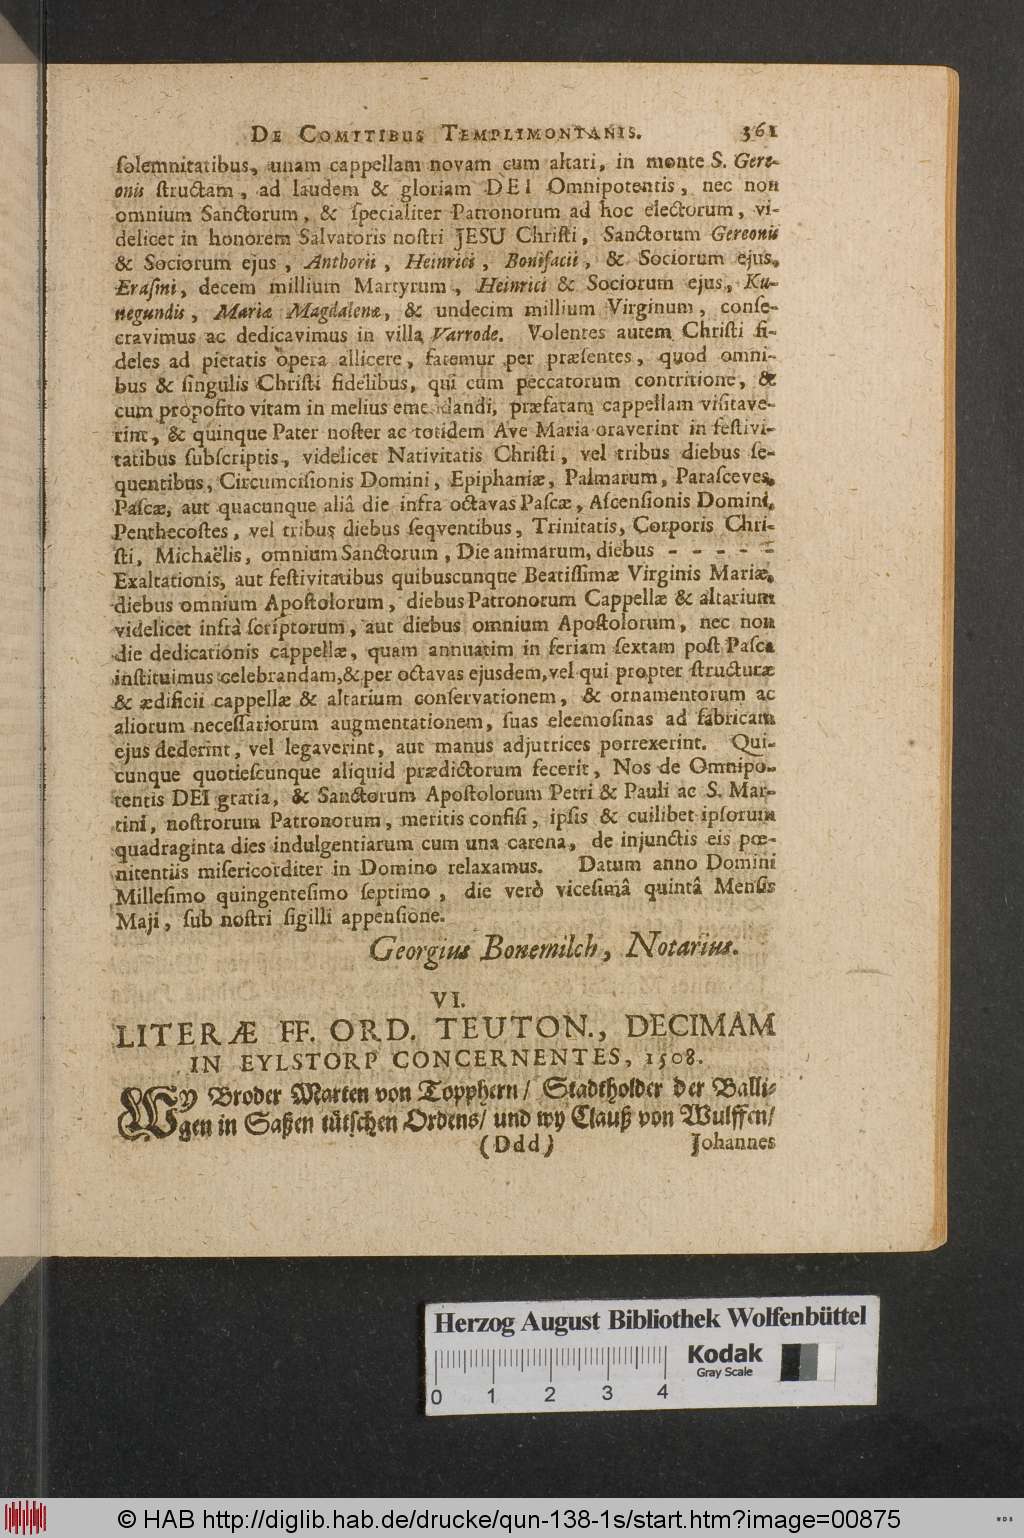 DE COMITIBUS TEMPLIMONTANIS. 361
ſolemnitatibus, unam cappellam novam cum altari, in monte S. Gere-
onis ſtructam, ad laudem & gloriam DEI Omnipotentis, nec non
omnium Sanctorum, & ſpecialiter Patronorum ad hoc electorum, vi-
delicet in honorem Salvatoris noſtri JESU Chriſti, Sanctorum Gereonis
& Sociorum ejus, Anthorii, Heinrici, Bonifacii, & Sociorum ejus,
Eraſmi, decem millium Martyrum, Heinrici & Sociorum ejus, Ku-
negundis, Mariæ Magdalenæ, & undecim millium Virginum, conſe-
cravimus ac dedicavimus in villa Varrode. Volentes autem Chriſti fi-
deles ad pietatis opera allicere, fatemur per præſentes, quod omni-
bus & ſingulis Chriſti fidelibus, qui cum peccatorum contritione, &
cum propoſito vitam in melius emendandi, præfatam cappellam viſitave-
rint, & quinque Pater noſter ac totidem Ave Maria oraverint in feſtivi-
tatibus ſubſcriptis, videlicet Nativitatis Chriſti, vel tribus diebus ſe-
quentibus, Circumciſionis Domini, Epiphaniæ, Palmarum, Paraſceves,
Paſcæ, aut quacunque aliâ die infra octavas Paſcæ, Aſcenſionis Domini,
Penthecoſtes, vel tribus diebus ſeqventibus, Trinitatis, Corporis Chri-
ſti, Michaëlis, omnium Sanctorum, Die animarum, diebus - - - - -
Exaltationis, aut feſtivitatibus quibuscunque Beatiſſimæ Virginis Mariæ,
diebus omnium Apoſtolorum, diebus Patronorum Cappellæ & altarium
videlicet infrà ſcriptorum, aut diebus omnium Apoſtolorum, nec non
die dedicationis cappellæ, quam annuatim in feriam ſextam poſt Paſca
inſtituimus celebrandam, & per octavas ejusdem, vel qui propter ſtructuræ
& ædificii cappellæ & altarium conſervationem, & ornamentorum ac
aliorum neceſſariorum augmentationem, ſuas eleemoſinas ad fabricam
ejus dederint, vel legaverint, aut manus adjutrices porrexerint. Qui-
cunque quotieſcunque aliquid prædictorum fecerit, Nos de Omnipo-
tentis DEI gratia, & Sanctorum Apoſtolorum Petri & Pauli ac S. Mar-
tini, noſtrorum Patronorum, meritis confiſi, ipſis & cuilibet ipſorum
quadraginta dies indulgentiarum cum una carena, de injunctis eis pœ-
nitentiis miſericorditer in Domino relaxamus. Datum anno Domini
Milleſimo quingenteſimo ſeptimo, die verò viceſimâ quintâ Menſis
Maji, ſub noſtri ſigilli appenſione.
Georgius Bonemilch, Notarius.
VI.
LITERÆ FF. ORD. TEUTON., DECIMAM
IN EYLSTORP CONCERNENTES, 1508.
Wy Broder Marten von Topphern/ Stadtholder der Balli-
gen in Saßen tütſchen Ordens/ und wy Clauß von Wulffen/
(Ddd) Johannes
Herzog August Bibliothek Wolfenbüttel
Kodak
Gray Scale
0 1 2 3 4
© HAB http://diglib.hab.de/drucke/qun-138-1s/start.htm?image=00875